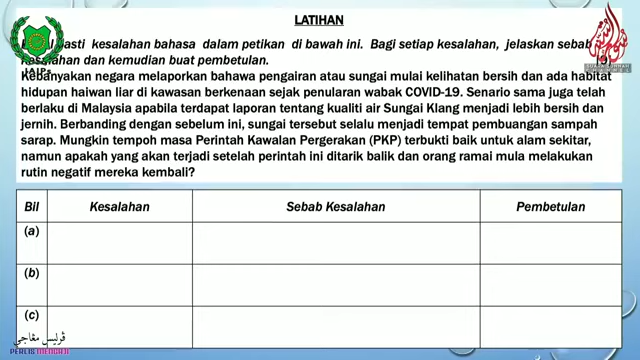 LATIHAN
pasti kesalahan bahasa dalam petikan di bawah ini. Bagi setiap kesalahan, jelaskan sebab
kesalahan dan kemudian buat pembetulan.
JAIPs
Kebanyakan negara melaporkan bahawa pengairan atau sungai mulai kelihatan bersih dan ada habitat
hidupan haiwan liar di kawasan berkenaan sejak penularan wabak COVID-19. Senario sama juga telah
berlaku di Malaysia apabila terdapat laporan tentang kualiti air Sungai Klang menjadi lebih bersih dan
jernih. Berbanding dengan sebelum ini, sungai tersebut selalu menjadi tempat pembuangan sampah
sarap. Mungkin tempoh masa Perintah Kawalan Pergerakan (PKP) terbukti baik untuk alam sekitar,
namun apakah yang akan terjadi setelah perintah ini ditarik balik dan orang ramai mula melakukan
rutin negatif mereka kembali?
Bil Kesalahan Sebab Kesalahan Pembetulan
(a)
(b)
(c)
ڤرليس مڠاجي
PERLIS MENGAJI